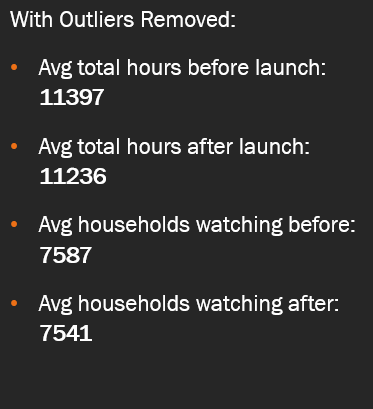 With Outliers Removed:
• Avg total hours before launch:
11397
• Avg total hours after launch:
11236
• Avg households watching before:
7587
• Avg households watching after:
7541